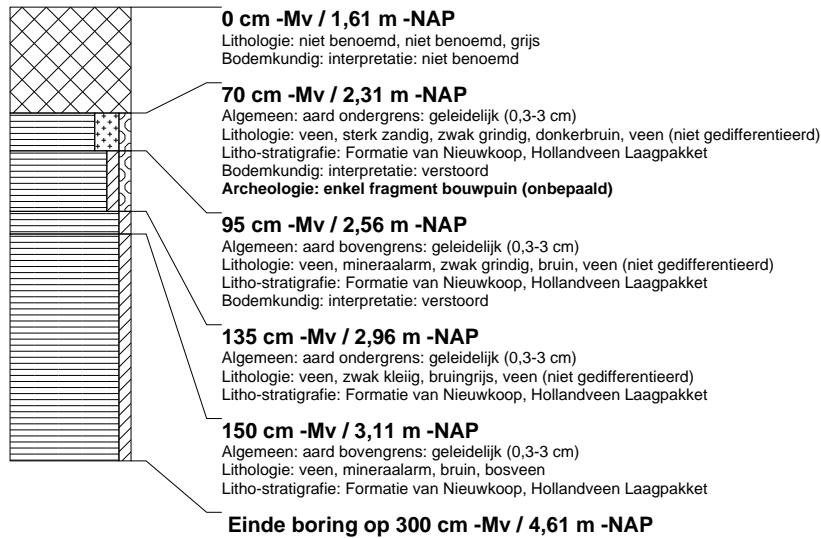 0 cm -Mv / 1,61 m -NAP
Lithologie: niet benoemd, niet benoemd, grijs
Bodemkundig: interpretatie: niet benoemd
70 cm -Mv / 2,31 m -NAP
Algemeen: aard ondergrens: geleidelijk (0,3-3 cm)
Lithologie: veen, sterk zandig, zwak grindig, donkerbruin, veen (niet gedifferentieerd)
Litho-stratigrafie: Formatie van Nieuwkoop, Hollandveen Laagpakket
Bodemkundig: interpretatie: verstoord
Archeologie: enkel fragment bouwpuin (onbepaald)
95 cm -Mv / 2,56 m -NAP
Algemeen: aard bovengrens: geleidelijk (0,3-3 cm)
Lithologie: veen, mineraalarm, zwak grindig, bruin, veen (niet gedifferentieerd)
Litho-stratigrafie: Formatie van Nieuwkoop, Hollandveen Laagpakket
Bodemkundig: interpretatie: verstoord
135 cm -Mv / 2,96 m -NAP
Algemeen: aard ondergrens: geleidelijk (0,3-3 cm)
Lithologie: veen, zwak kleiig, bruingrijs, veen (niet gedifferentieerd)
Litho-stratigrafie: Formatie van Nieuwkoop, Hollandveen Laagpakket
150 cm -Mv / 3,11 m -NAP
Algemeen: aard bovengrens: geleidelijk (0,3-3 cm)
Lithologie: veen, mineraalarm, bruin, bosveen
Litho-stratigrafie: Formatie van Nieuwkoop, Hollandveen Laagpakket
Einde boring op 300 cm -Mv / 4,61 m -NAP